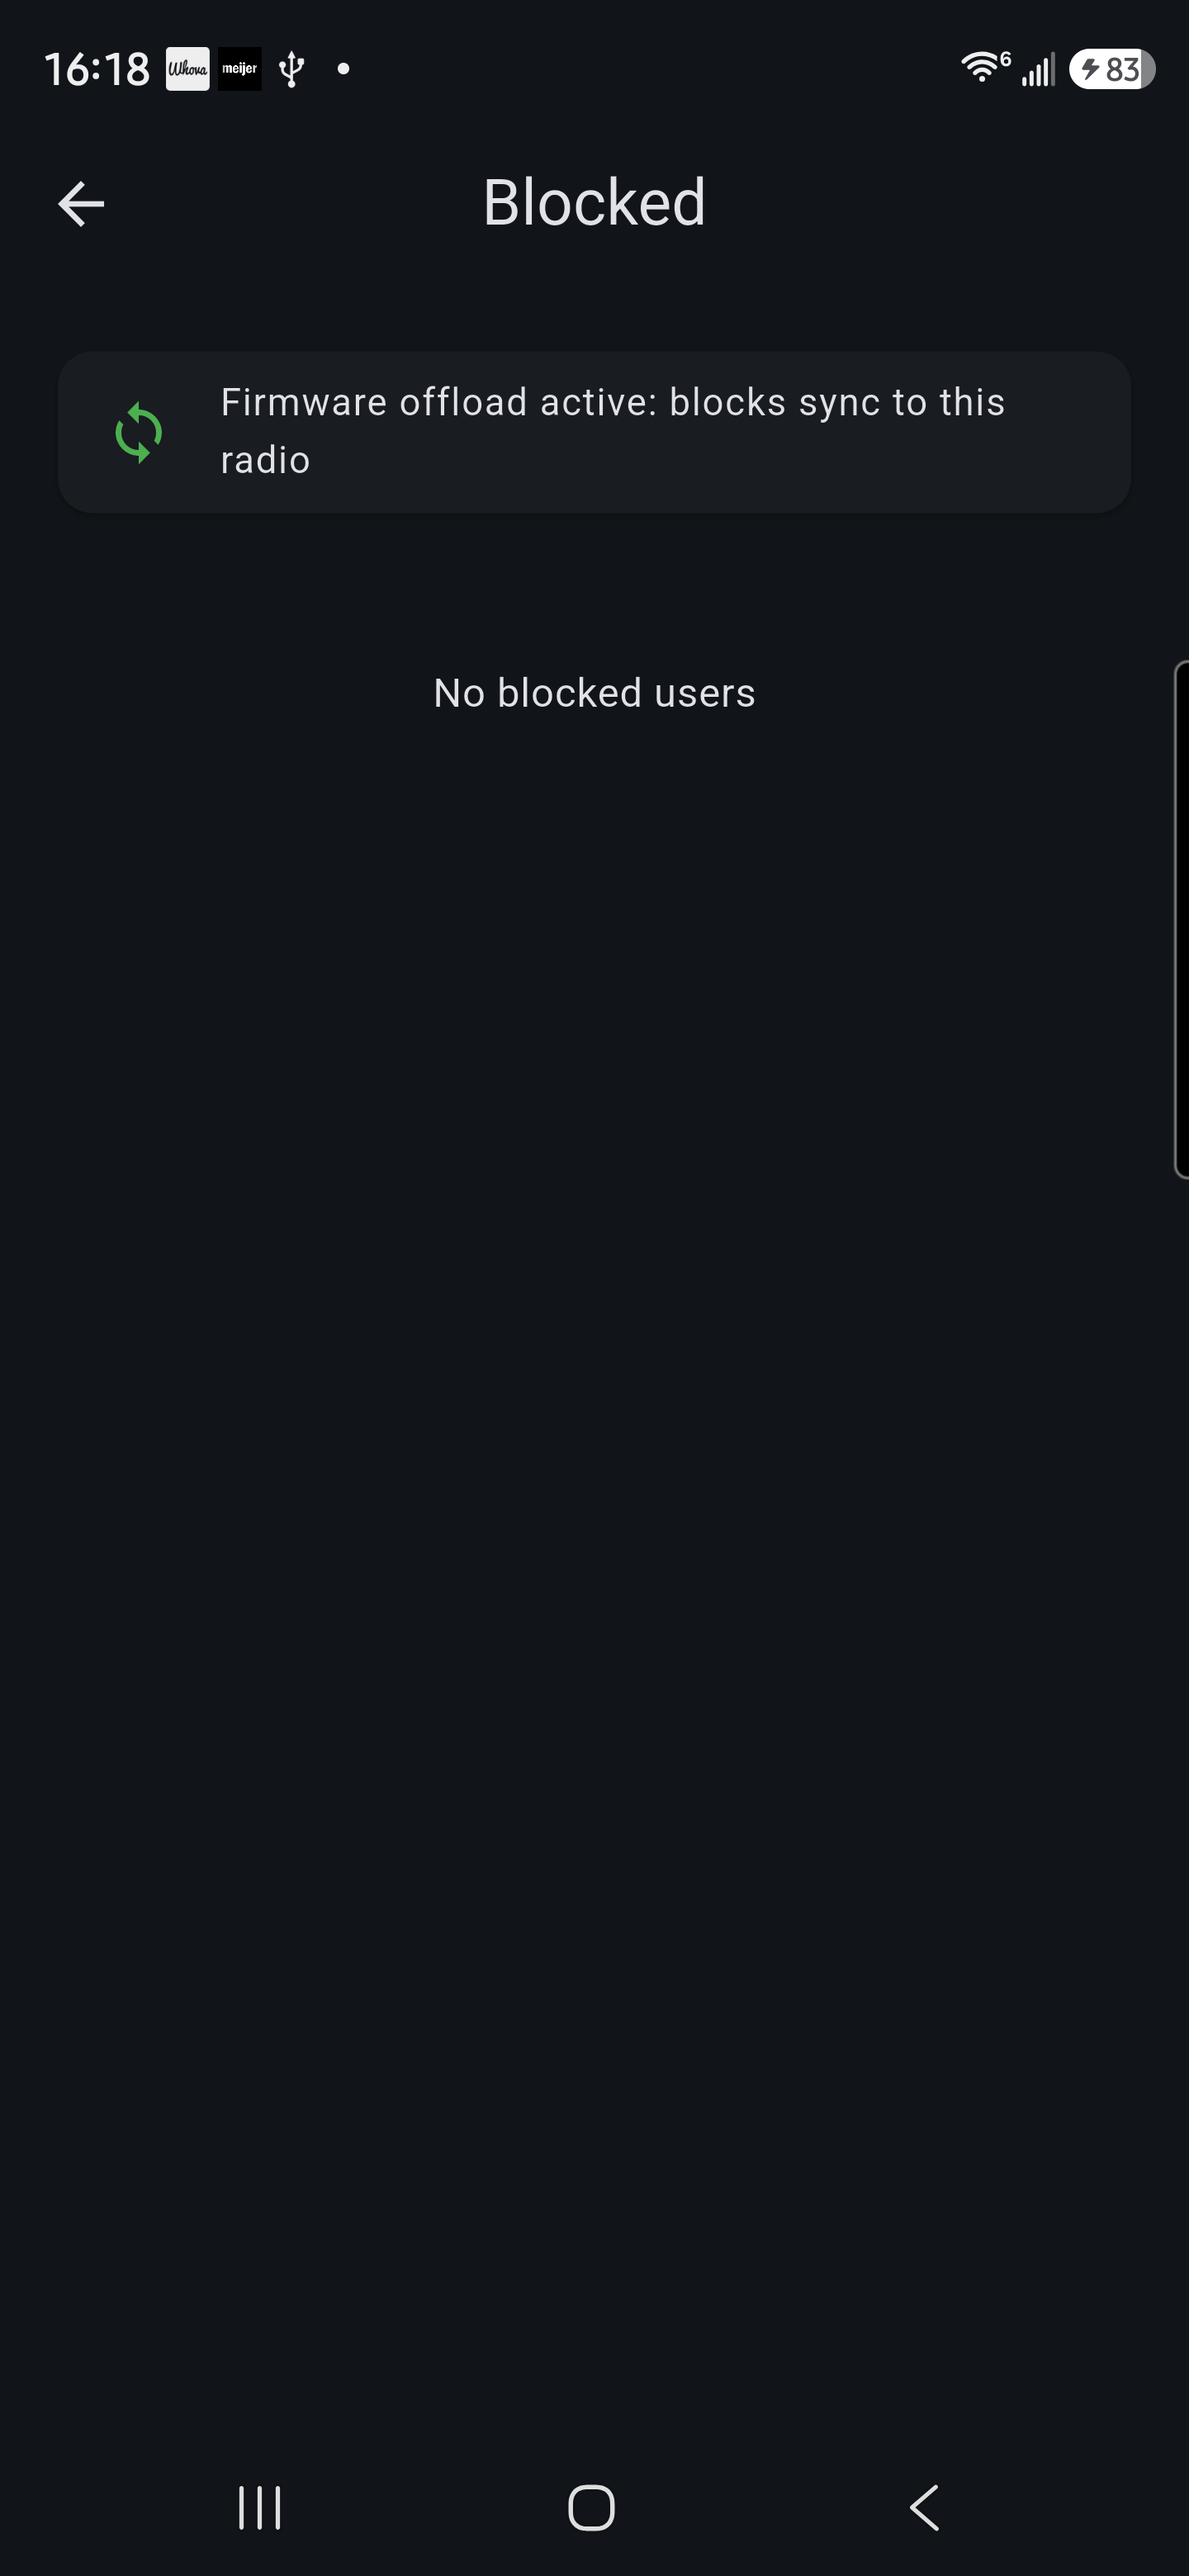 16:18 Whova meijer 6 83
Blocked
Firmware offload active: blocks sync to this
radio
No blocked users